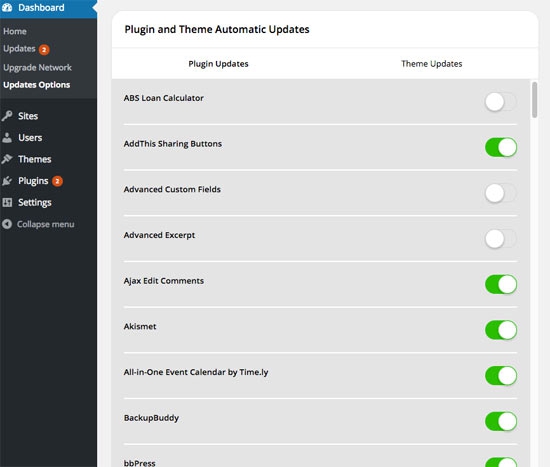 Dashboard
Home
Updates 2
Upgrade Network
Updates Options
Sites
Users
Themes
Plugins 2
Settings
Collapse menu
Plugin and Theme Automatic Updates
Plugin Updates Theme Updates
ABS Loan Calculator
AddThis Sharing Buttons
Advanced Custom Fields
Advanced Excerpt
Ajax Edit Comments
Akismet
All-in-One Event Calendar by Time.ly
BackupBuddy
bbPress